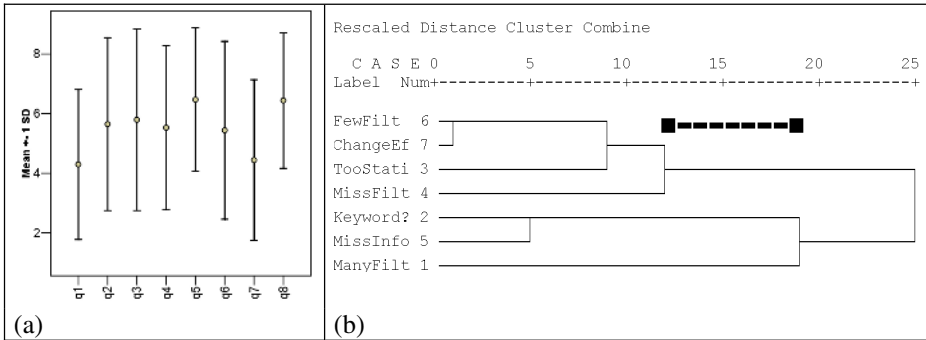 8
6
4
2
Mean +- 1 SD
q1 q2 q3 q4 q5 q6 q7 q8
(a)
Rescaled Distance Cluster Combine
C A S E 0 5 10 15 20 25
Label Num+---------+---------+---------+---------+---------+
FewFilt 6
ChangeEf 7
TooStati 3
MissFilt 4
Keyword? 2
MissInfo 5
ManyFilt 1
(b)